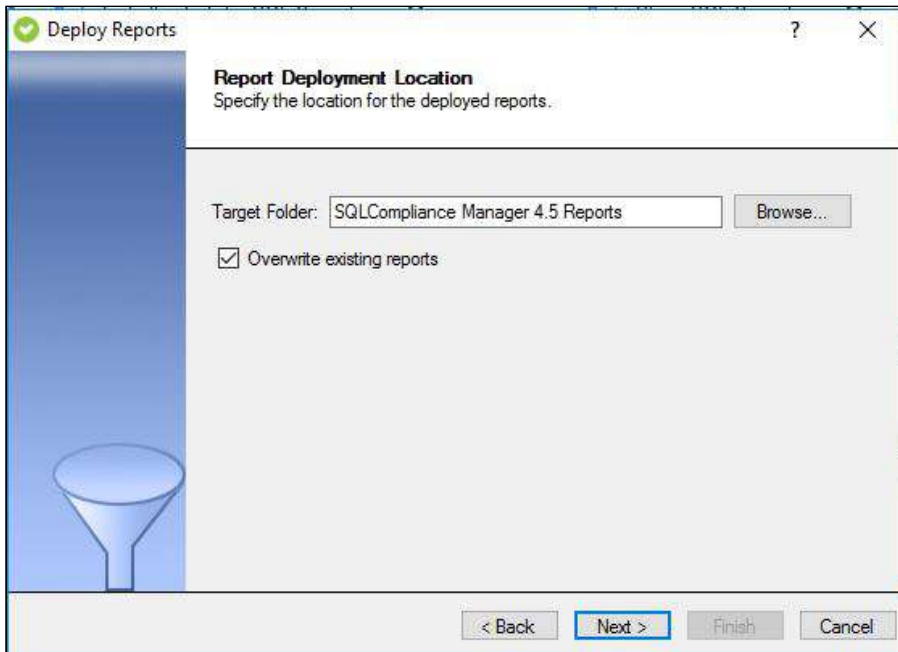 Deploy Reports
?
Report Deployment Location
Specify the location for the deployed reports.
Target Folder: SQLCompliance Manager 4.5 Reports Browse...
Overwrite existing reports
< Back Next > Finish Cancel